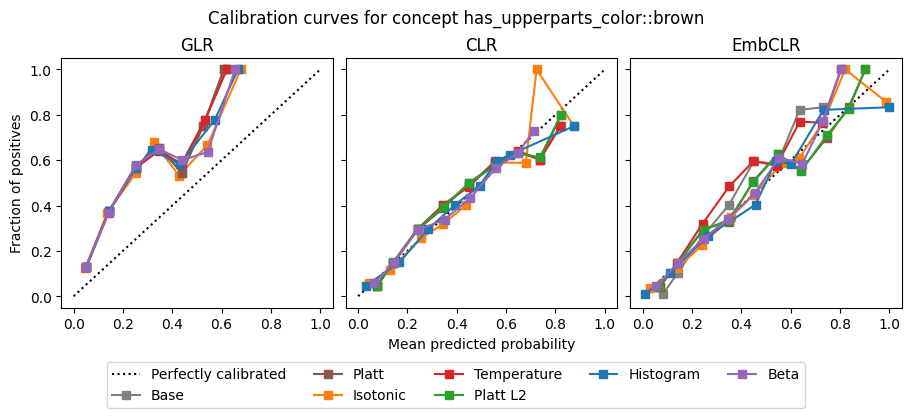 Calibration curves for concept has_upperparts_color::brown
GLR
CLR
EmbCLR
Fraction of positives
1.0
0.8
0.6
0.4
0.2
0.0
0.0 0.2 0.4 0.6 0.8 1.0
0.0 0.2 0.4 0.6 0.8 1.0
0.0 0.2 0.4 0.6 0.8 1.0
Mean predicted probability
Perfectly calibrated
Base
Platt
Isotonic
Temperature
Platt L2
Histogram
Beta